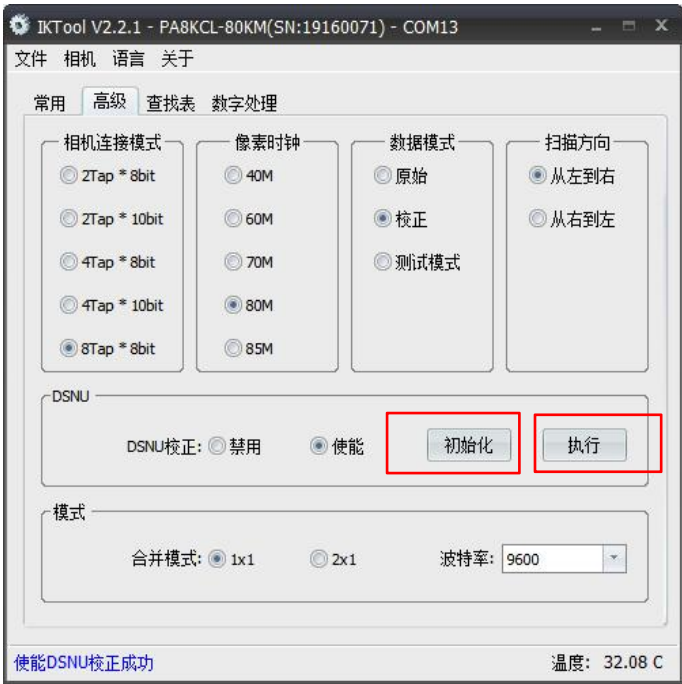 IKTool V2.2.1 - PA8KCL-80KM(SN:19160071) - COM13
文件 相机 语言 关于
常用 高级 查找表 数字处理
相机连接模式 像素时钟 数据模式 扫描方向
2Tap * 8bit 40M 原始 从左到右
2Tap * 10bit 60M 校正 从右到左
4Tap * 8bit 70M 测试模式
4Tap * 10bit 80M
8Tap * 8bit 85M
DSNU
DSNU校正: 禁用 使能 初始化 执行
模式
合并模式: 1x1 2x1 波特率: 9600
使能DSNU校正成功 温度: 32.08 C